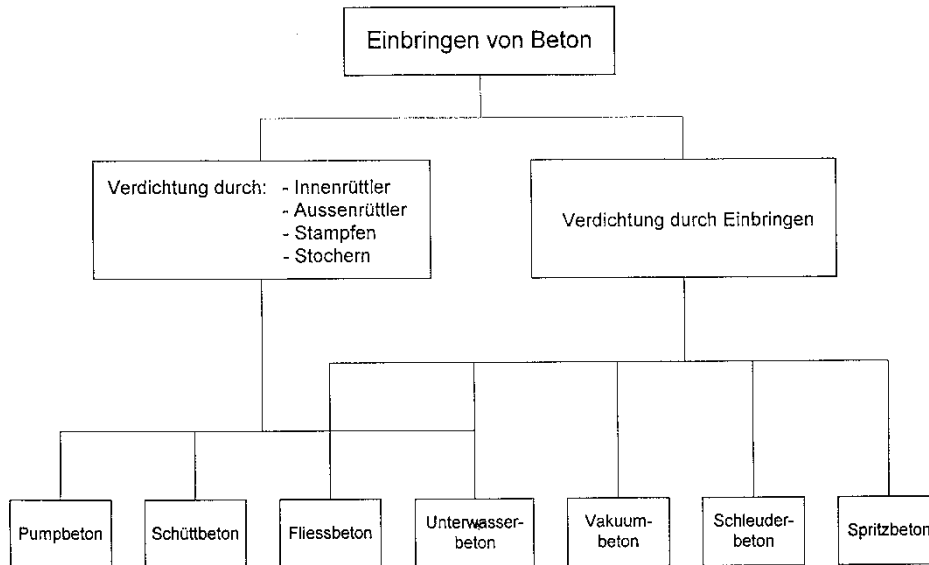 Einbringen von Beton
Verdichtung durch: - Innenrüttler
- Aussenrüttler
- Stampfen
- Stochern
Verdichtung durch Einbringen
Pumpbeton
Schüttbeton
Fliessbeton
Unterwasser-
beton
Vakuum-
beton
Schleuder-
beton
Spritzbeton